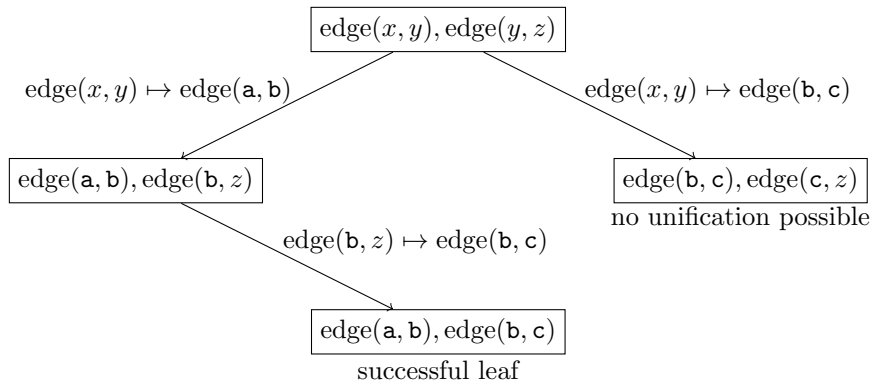 edge(x, y), edge(y, z)
edge(x, y) ↦ edge(a, b)
edge(x, y) ↦ edge(b, c)
edge(a, b), edge(b, z)
edge(b, c), edge(c, z)
no unification possible
edge(b, z) ↦ edge(b, c)
edge(a, b), edge(b, c)
successful leaf